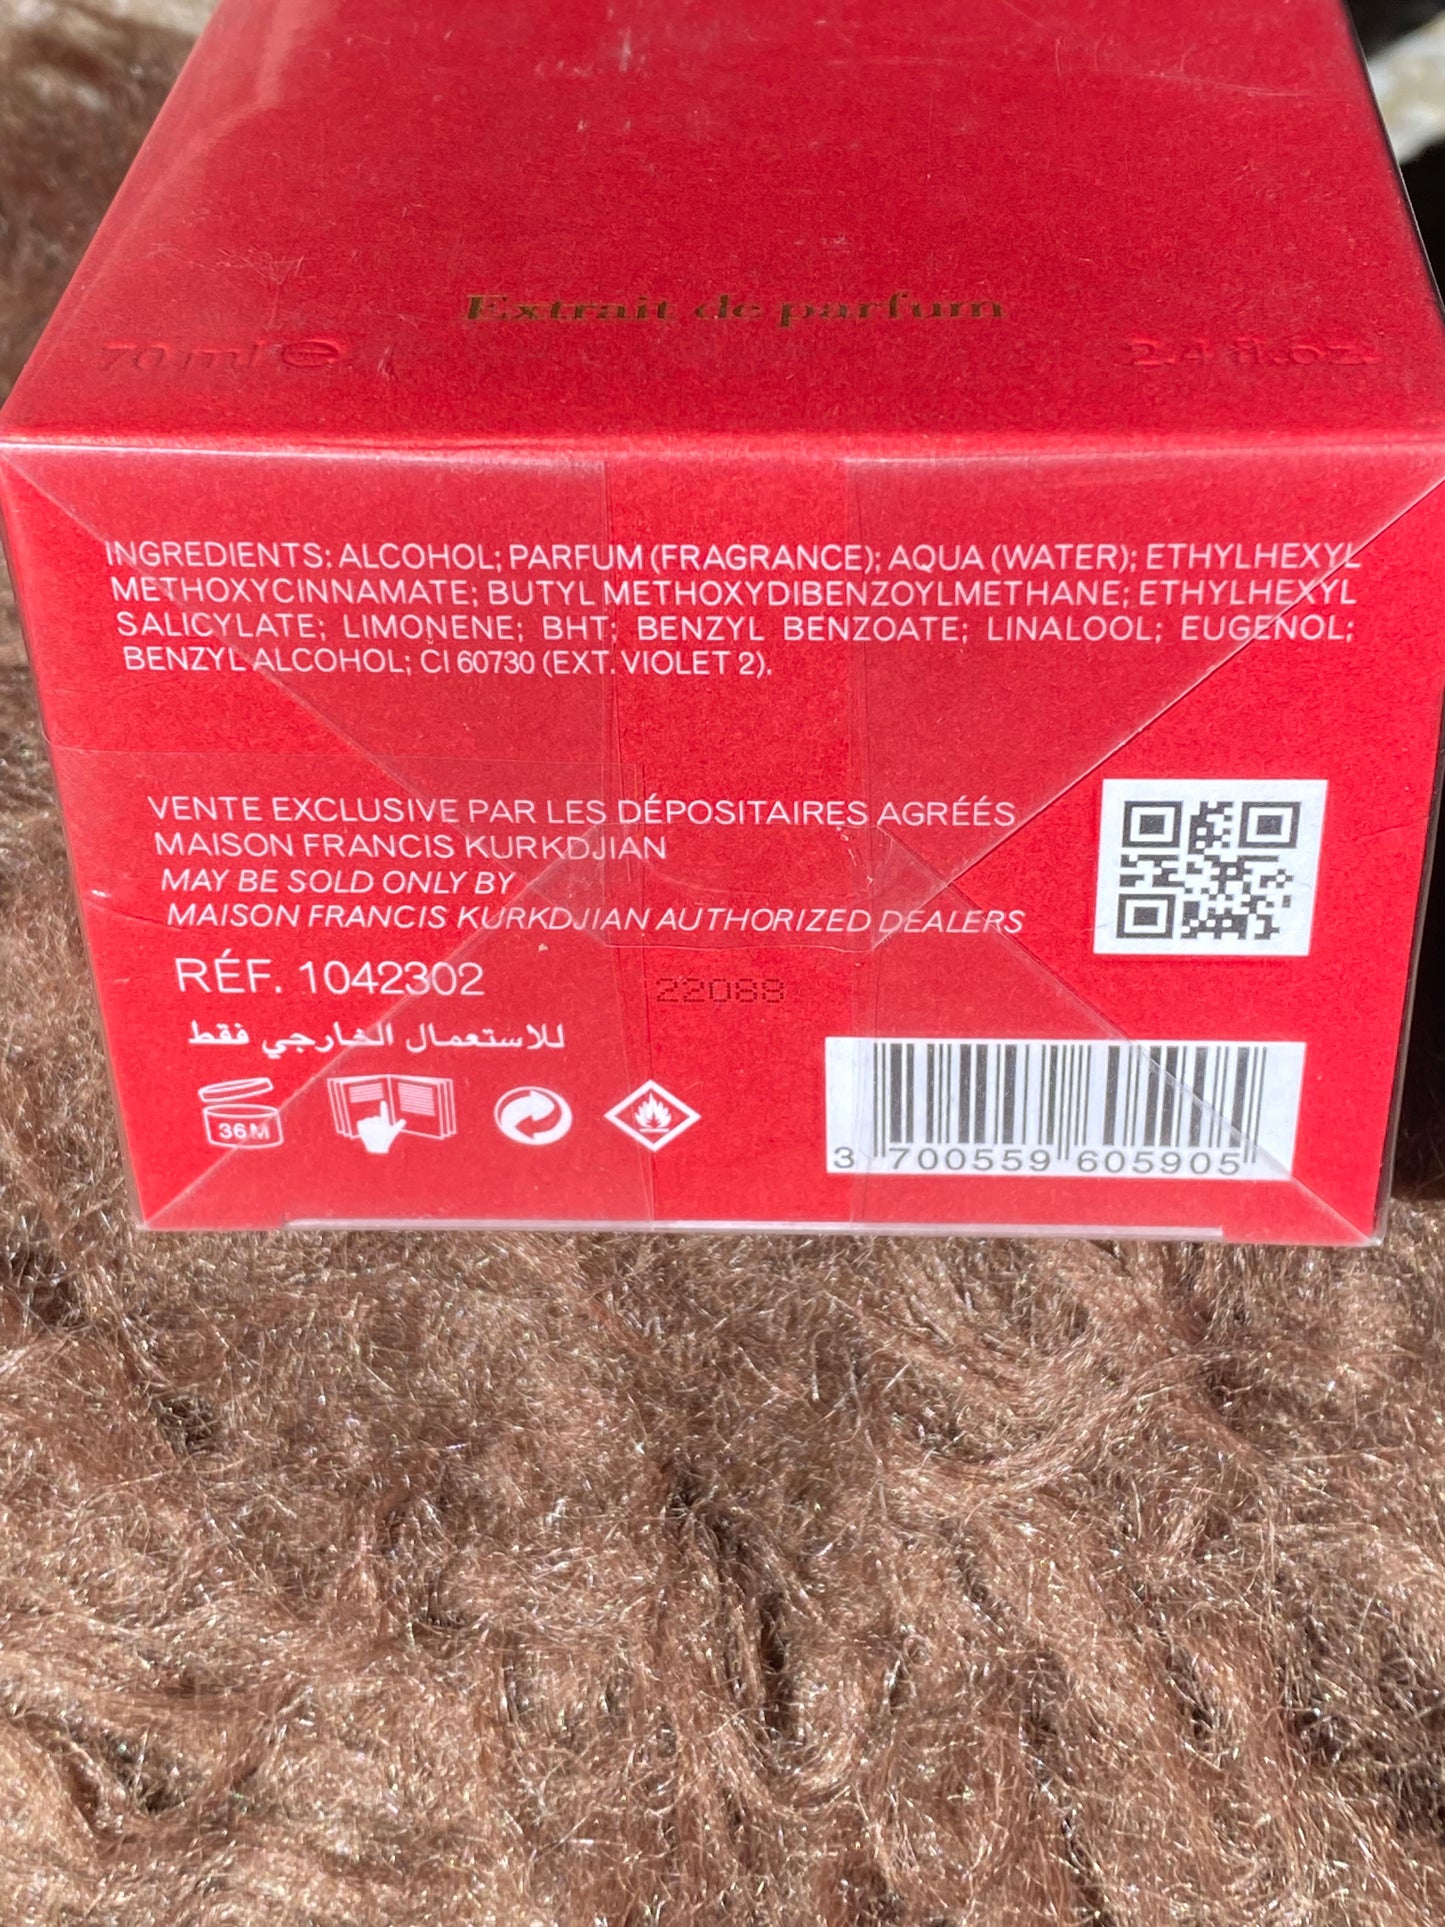 Extrait de parfum
70 ml ℮
2.4 fl.oz.
INGREDIENTS: ALCOHOL; PARFUM (FRAGRANCE); AQUA (WATER); ETHYLHEXYL
METHOXYCINNAMATE; BUTYL METHOXYDIBENZOYLMETHANE; ETHYLHEXYL
SALICYLATE; LIMONENE; BHT; BENZYL BENZOATE; LINALOOL; EUGENOL;
BENZYL ALCOHOL; CI 60730 (EXT. VIOLET 2).
VENTE EXCLUSIVE PAR LES DÉPOSITAIRES AGRÉÉS
MAISON FRANCIS KURKDJIAN
MAY BE SOLD ONLY BY
MAISON FRANCIS KURKDJIAN AUTHORIZED DEALERS
RÉF. 1042302
22088
للاستعمال الخارجي فقط
36M
3 700559 605905